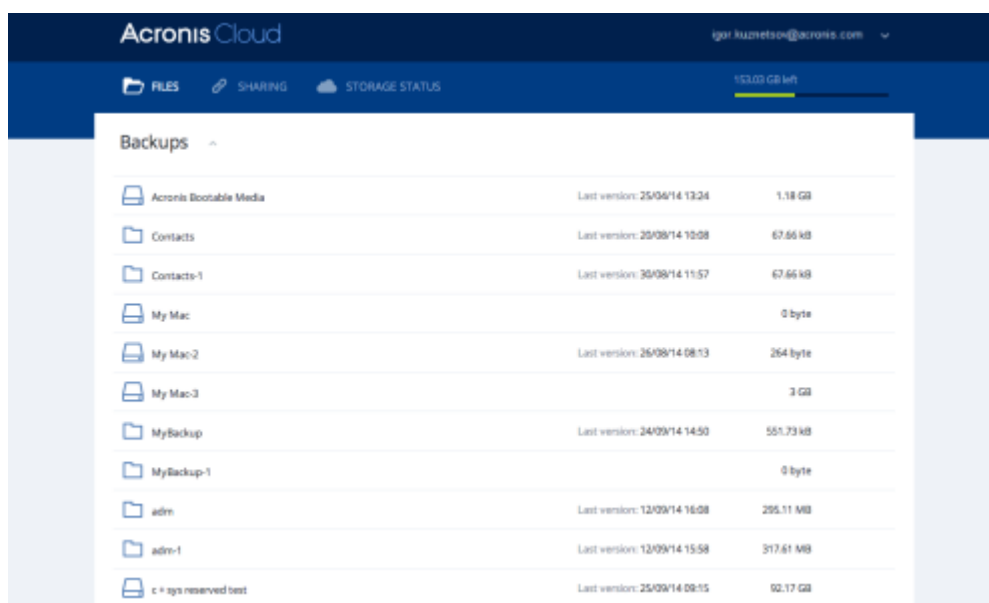 Acronis Cloud
igor.kuznetsov@acronis.com
FILES SHARING STORAGE STATUS
153.03 GB left
Backups
Acronis Bootable Media Last version: 25/06/14 13:24 1.18 GB
Contacts Last version: 20/08/14 10:08 67.66 kB
Contacts-1 Last version: 30/08/14 11:57 67.66 kB
My Mac 0 byte
My Mac-2 Last version: 26/08/14 08:13 264 byte
My Mac-3 3 GB
MyBackup Last version: 24/09/14 14:50 551.73 kB
MyBackup-1 0 byte
adm Last version: 12/09/14 16:08 295.11 MB
adm-1 Last version: 12/09/14 15:58 317.61 MB
c + sys reserved test Last version: 25/09/14 09:15 92.17 GB